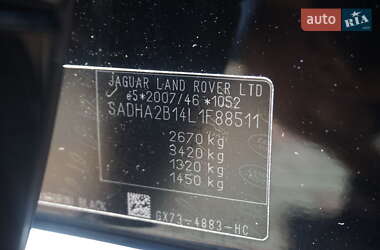 auto RIA
JAGUAR LAND ROVER LTD
e5*2007/46*1052
SADHA2B14L1F88511
2670 kg
3420 kg
1320 kg
1450 kg
BLACK
GX73-4883-HC